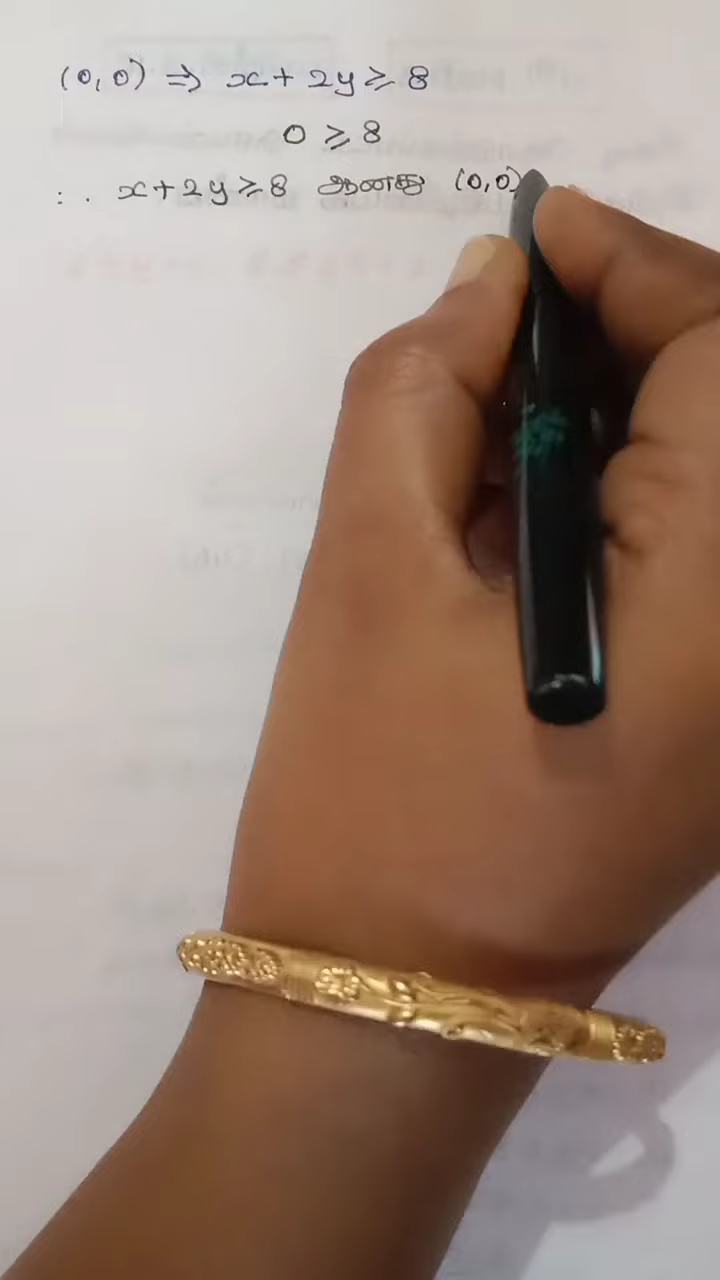 (0,0) ⇒ x + 2y ≥ 8
0 ≥ 8
∴ x + 2y ≥ 8 ஆனது (0,0)